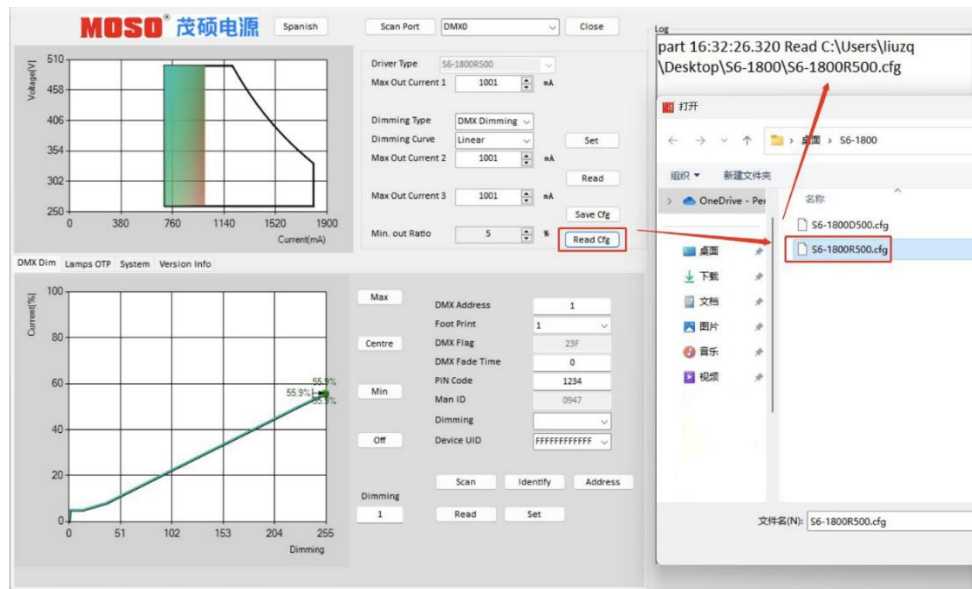 MOSO® 茂硕电源
Spanish
Scan Port
DMX0
Close
Log
part 16:32:26.320 Read C:\Users\liuzq
\Desktop\S6-1800\S6-1800R500.cfg
Voltage(V)
510
458
406
354
302
250
0 380 760 1140 1520 1900
Current(mA)
Driver Type S6-1800R500
Max Out Current 1 1001 mA
Dimming Type DMX Dimming
Dimming Curve Linear Set
Max Out Current 2 1001 mA
Read
Max Out Current 3 1001 mA
Save Cfg
Min. out Ratio 5 % Read Cfg
打开
桌面 > S6-1800
组织 新建文件夹
OneDrive - Per
名称
S6-1800D500.cfg
S6-1800R500.cfg
桌面
下载
文档
图片
音乐
视频
文件名(N): S6-1800R500.cfg
DMX Dim Lamps OTP System Version Info
Current(%)
100
80
60
40
20
0
55.9%
55.9%
0 51 102 153 204 255
Dimming
Max
Centre
Min
Off
Dimming
1
DMX Address 1
Foot Print 1
DMX Flag 23F
DMX Fade Time 0
PIN Code 1234
Man ID 0947
Dimming
Device UID FFFFFFFFFFFF
Scan Identify Address
Read Set